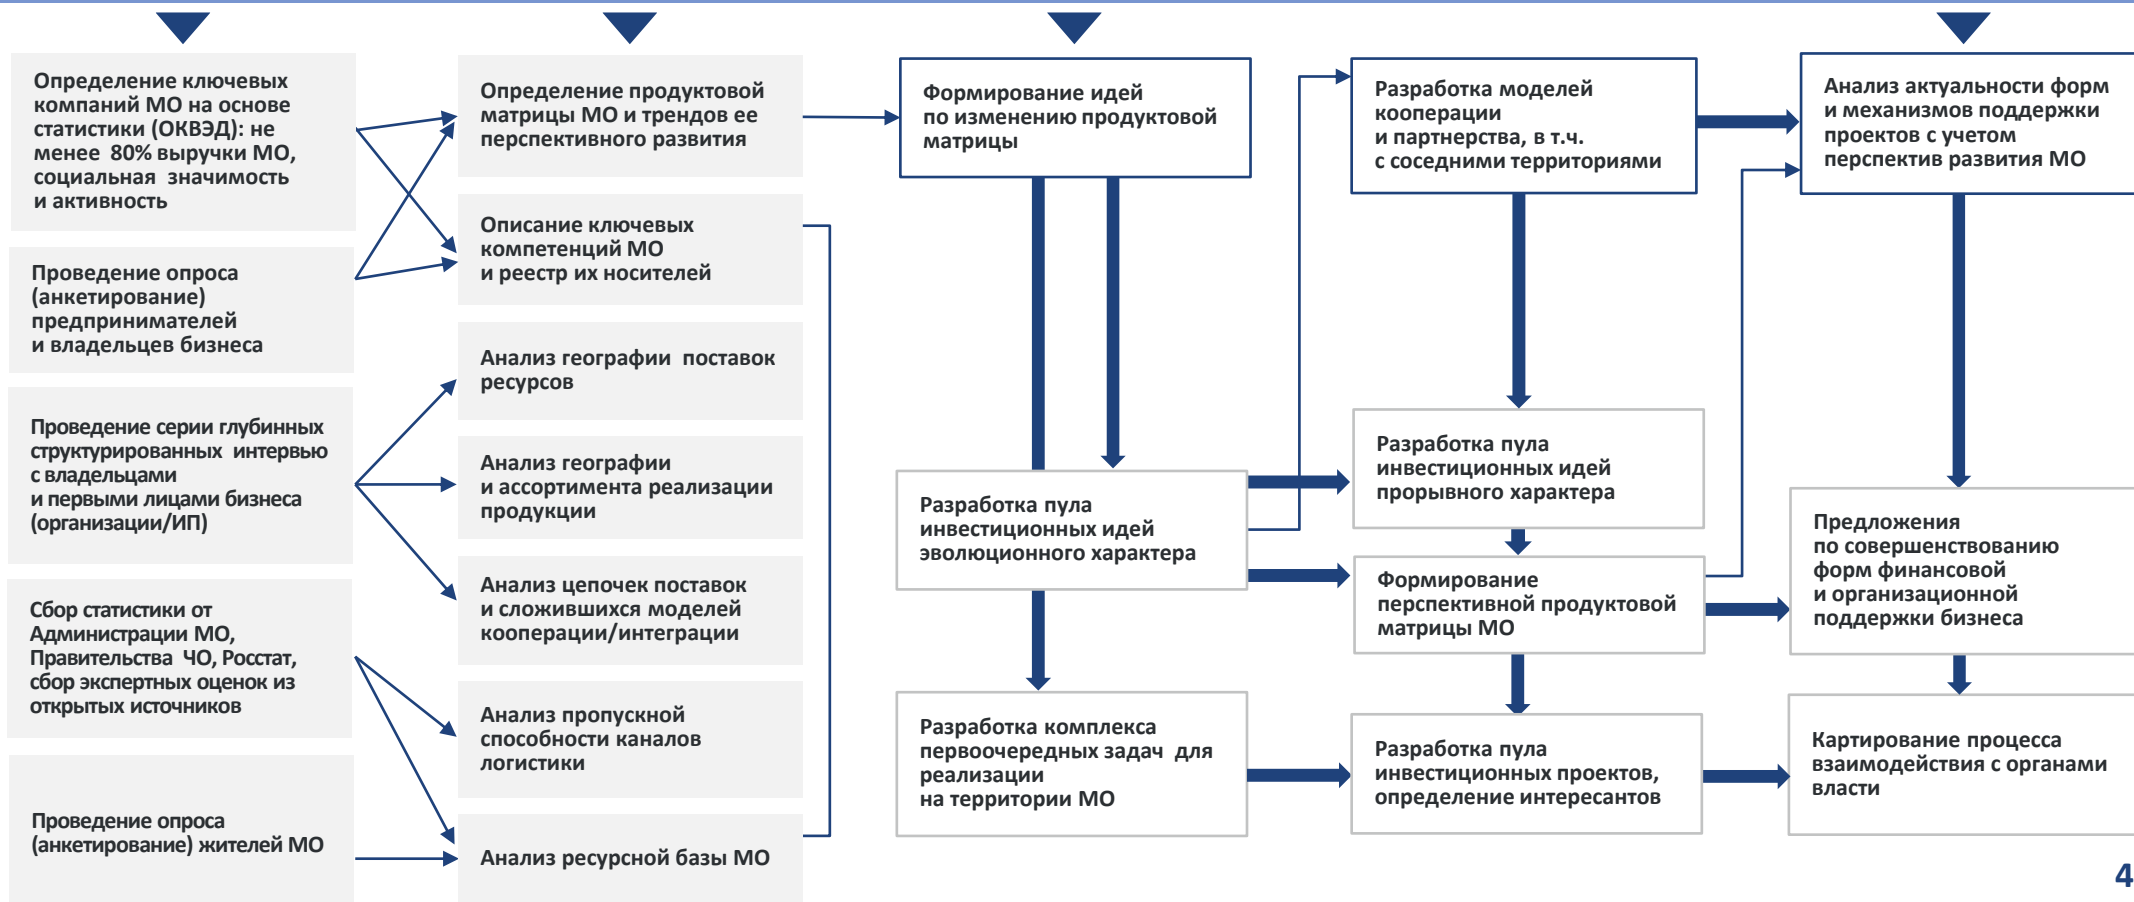 Определение ключевых
компаний МО на основе
статистики (ОКВЭД): не
менее 80% выручки МО,
социальная значимость
и активность
Проведение опроса
(анкетирование)
предпринимателей
и владельцев бизнеса
Проведение серии глубинных
структурированных интервью
с владельцами
и первыми лицами бизнеса
(организации/ИП)
Сбор статистики от
Администрации МО,
Правительства ЧО, Росстат,
сбор экспертных оценок из
открытых источников
Проведение опроса
(анкетирование) жителей МО
Определение продуктовой
матрицы МО и трендов ее
перспективного развития
Описание ключевых
компетенций МО
и реестр их носителей
Анализ географии поставок
ресурсов
Анализ географии
и ассортимента реализации
продукции
Анализ цепочек поставок
и сложившихся моделей
кооперации/интеграции
Анализ пропускной
способности каналов
логистики
Анализ ресурсной базы МО
Формирование идей
по изменению продуктовой
матрицы
Разработка пула
инвестиционных идей
эволюционного характера
Разработка комплекса
первоочередных задач для
реализации
на территории МО
Разработка моделей
кооперации
и партнерства, в т.ч.
с соседними территориями
Разработка пула
инвестиционных идей
прорывного характера
Формирование
перспективной продуктовой
матрицы МО
Разработка пула
инвестиционных проектов,
определение интересантов
Анализ актуальности форм
и механизмов поддержки
проектов с учетом
перспектив развития МО
Предложения
по совершенствованию
форм финансовой
и организационной
поддержки бизнеса
Картирование процесса
взаимодействия с органами
власти
4